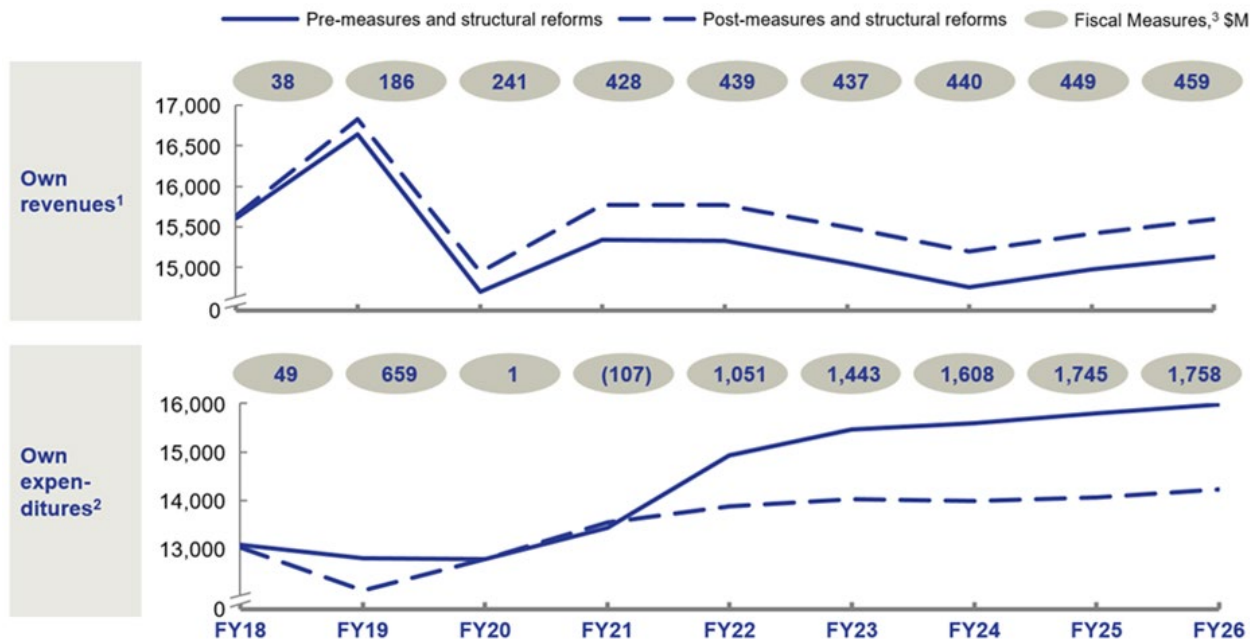 Pre-measures and structural reforms Post-measures and structural reforms Fiscal Measures,³ $M
38 186 241 428 439 437 440 449 459
Own
revenues¹
17,000
16,500
16,000
15,500
15,000
0
49 659 1 (107) 1,051 1,443 1,608 1,745 1,758
Own
expen-
ditures²
16,000
15,000
14,000
13,000
0
FY18 FY19 FY20 FY21 FY22 FY23 FY24 FY25 FY26